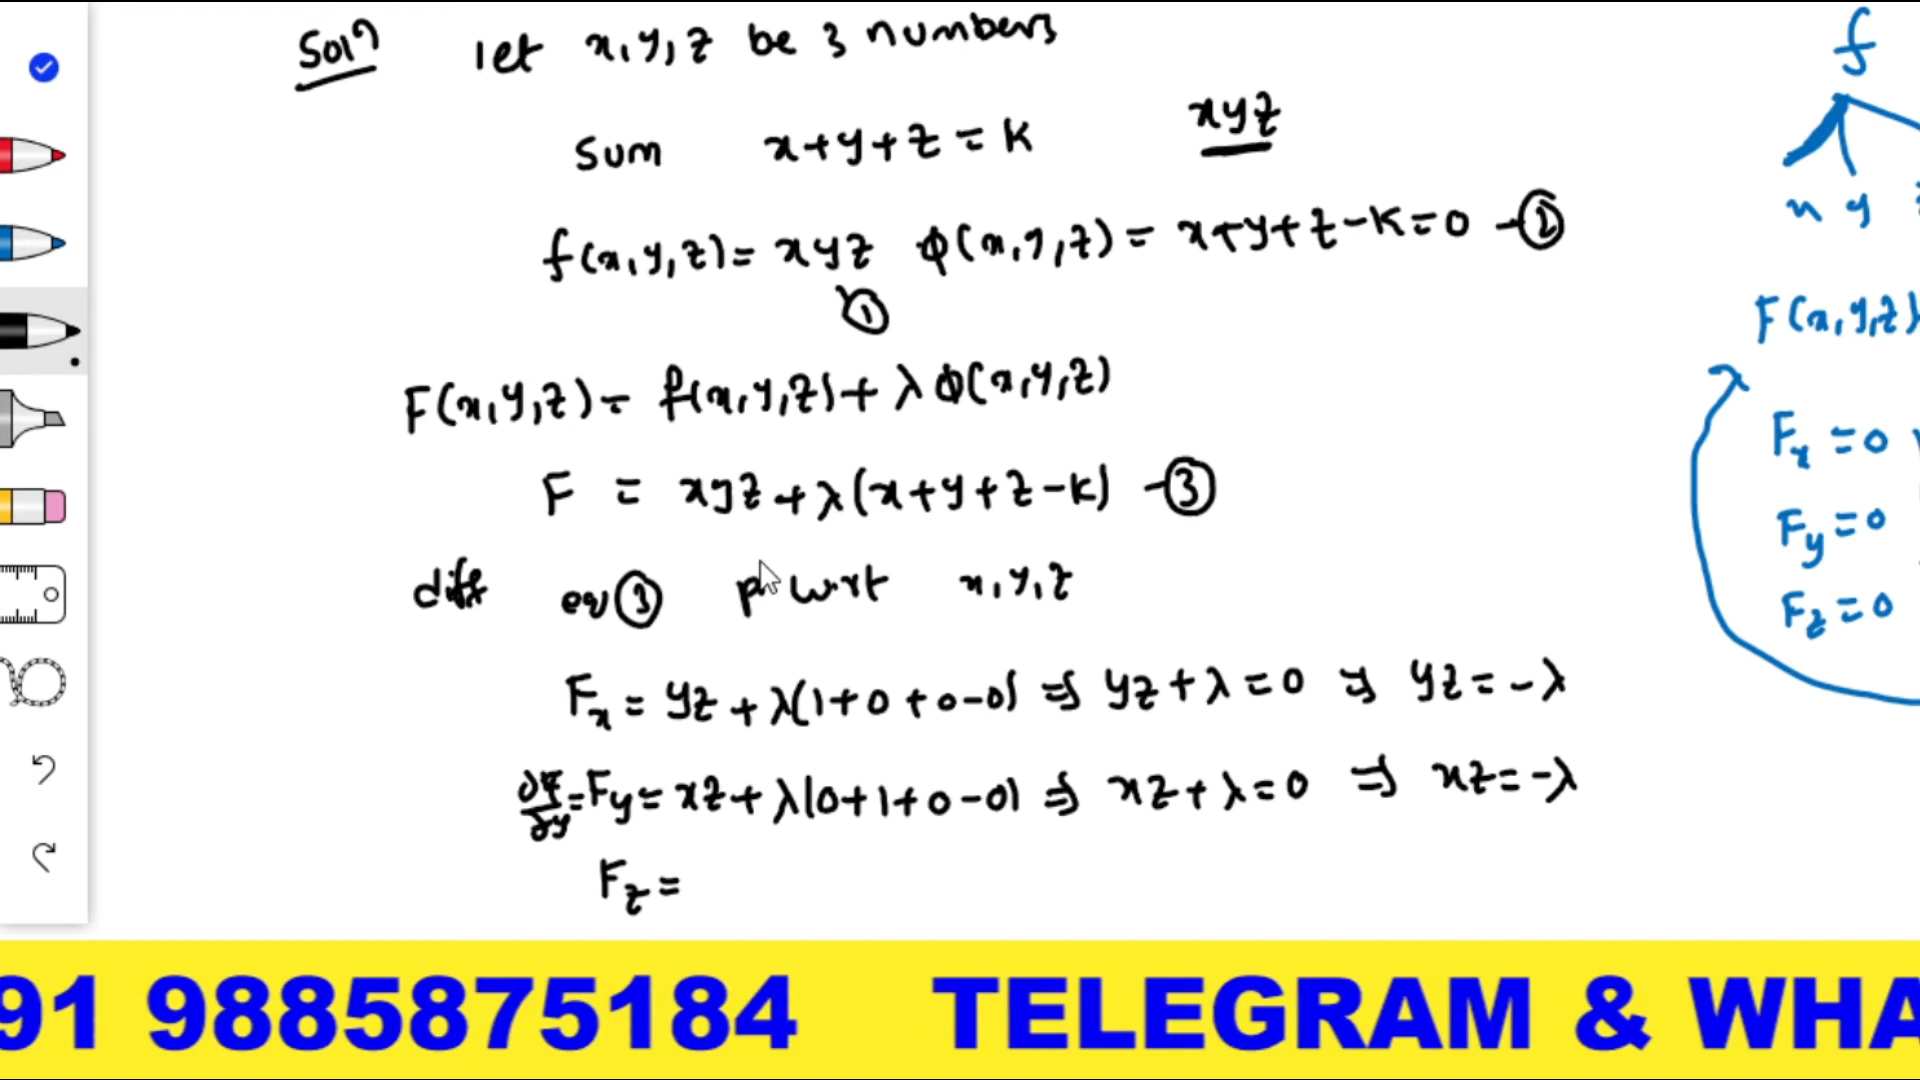 Solⁿ let x,y,z be 3 numbers
Sum x+y+z=K xyz
f(x,y,z)= xyz φ(x,y,z)= x+y+z-K=0 -②
①
F(x,y,z)= f(x,y,z)+ λφ(x,y,z)
F = xyz+λ(x+y+z-K) -③
diff eq③ p w.r.t x,y,z
Fx = yz + λ(1+0+0-0) ⇒ yz+λ=0 ⇒ yz=-λ
∂F/∂y=Fy= xz+ λ(0+1+0-0) ⇒ xz+λ=0 ⇒ xz=-λ
Fz=
f
x y
F(x,y,z)
Fx=0
Fy=0
Fz=0
91 9885875184 TELEGRAM & WHA